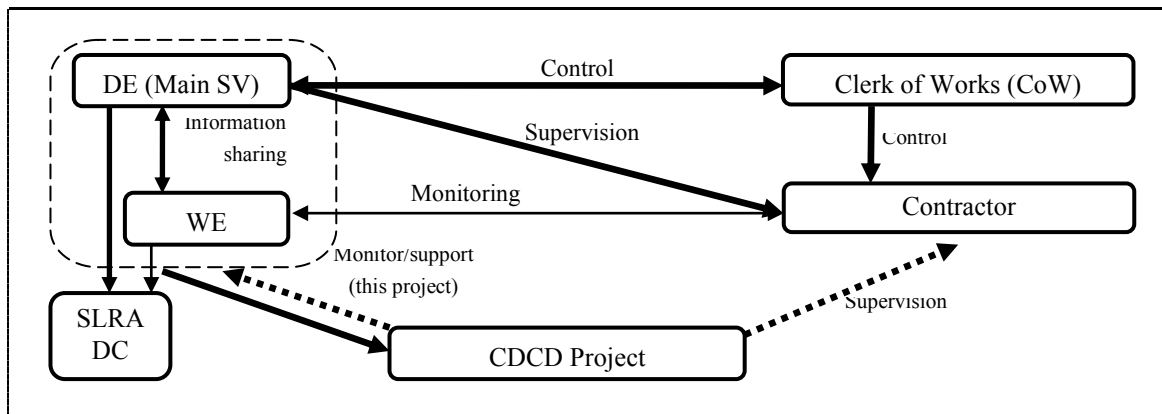 DE (Main SV)
Control
Clerk of Works (CoW)
Information
sharing
Supervision
Control
WE
Monitoring
Contractor
Monitor/support
(this project)
SLRA
DC
Supervision
CDCD Project